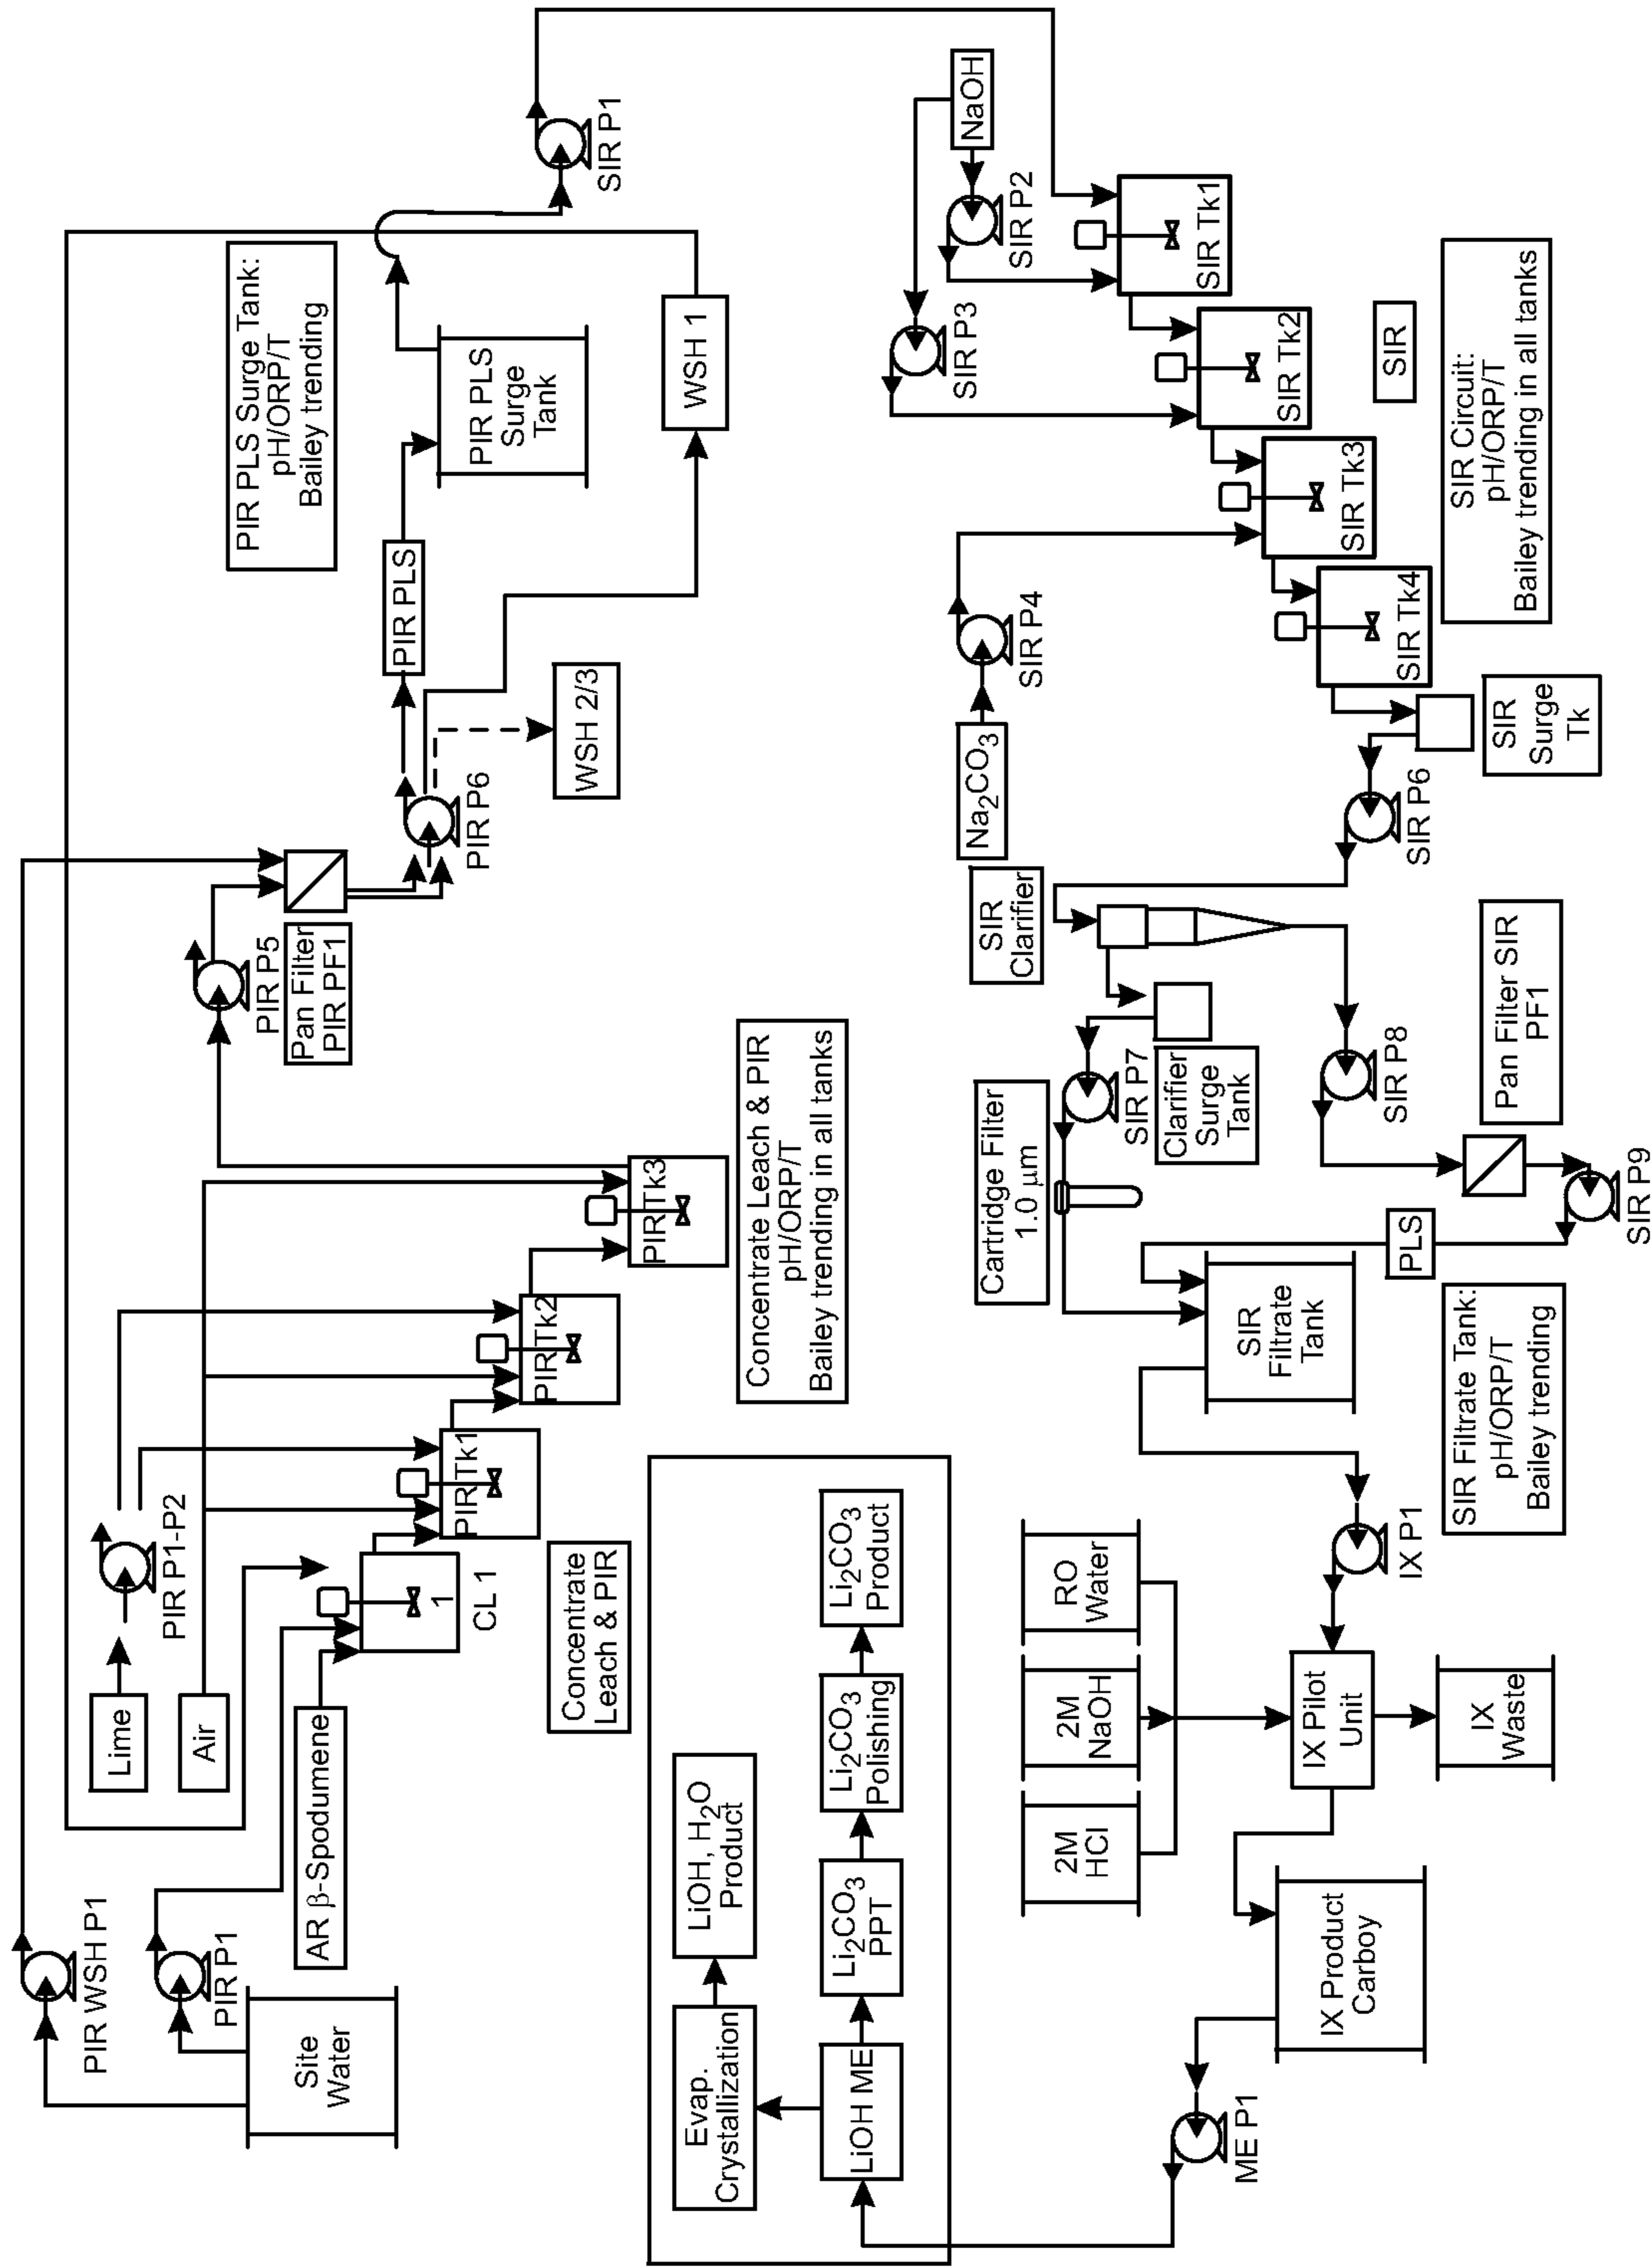 PIR WSH P1
PIR P1
Site
Water
Lime
Air
AR β-Spodumene
PIR P1-P2
1
CL 1
Concentrate
Leach & PIR
PIR Tk1
PIR Tk2
PIR Tk3
Concentrate Leach & PIR
pH/ORP/T
Bailey trending in all tanks
PIR P5
Pan Filter
PIR PF1
PIR P6
WSH 2/3
PIR PLS
PIR PLS Surge Tank:
pH/ORP/T
Bailey trending
PIR PLS
Surge
Tank
WSH 1
SIR P1
NaOH
SIR P2
SIR P3
SIR Tk1
SIR Tk2
SIR Tk3
SIR Tk4
SIR
SIR Circuit:
pH/ORP/T
Bailey trending in all tanks
Na₂CO₃
SIR P4
SIR
Surge
Tk
SIR P6
SIR
Clarifier
Clarifier
Surge
Tank
SIR P7
Cartridge Filter
1.0 μm
SIR P8
Pan Filter SIR
PF1
SIR P9
PLS
SIR
Filtrate
Tank
SIR Filtrate Tank:
pH/ORP/T
Bailey trending
IX P1
RO
Water
2M
NaOH
2M
HCl
IX Pilot
Unit
IX
Waste
IX Product
Carboy
ME P1
Evap.
Crystallization
LiOH, H₂O
Product
LiOH ME
Li₂CO₃
PPT
Li₂CO₃
Polishing
Li₂CO₃
Product